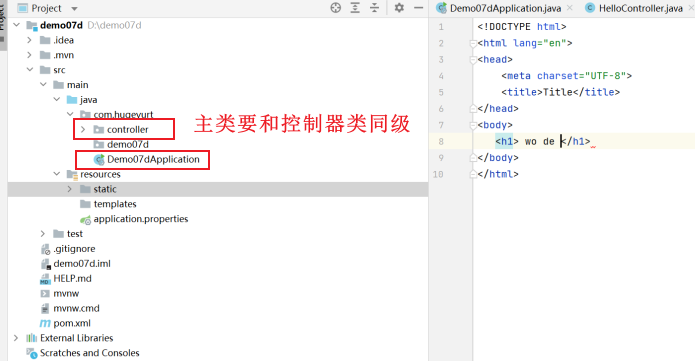 Project
Project
demo07d D:\demo07d
.idea
.mvn
src
main
java
com.hugeyurt
controller
主类要和控制器类同级
demo07d
Demo07dApplication
resources
static
templates
application.properties
test
.gitignore
demo07d.iml
HELP.md
mvnw
mvnw.cmd
pom.xml
External Libraries
Scratches and Consoles
Demo07dApplication.java
HelloController.java
1 <!DOCTYPE html>
2 <html lang="en">
3 <head>
4 <meta charset="UTF-8">
5 <title>Title</title>
6 </head>
7 <body>
8 <h1> wo de </h1>
9 </body>
10 </html>